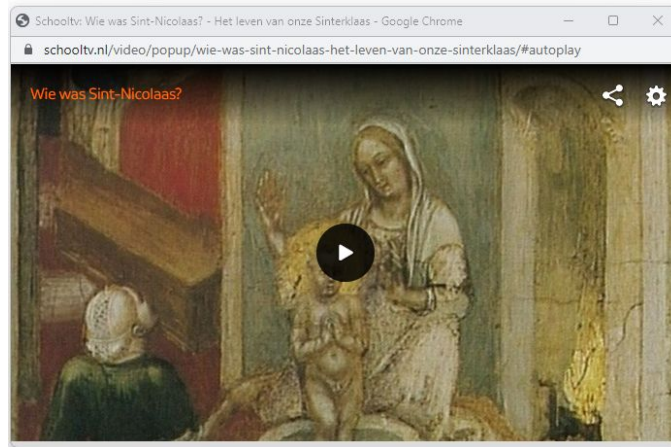 Schooltv: Wie was Sint-Nicolaas? - Het leven van onze Sinterklaas - Google Chrome
schooltv.nl/video/popup/wie-was-sint-nicolaas-het-leven-van-onze-sinterklaas/#autoplay
Wie was Sint-Nicolaas?